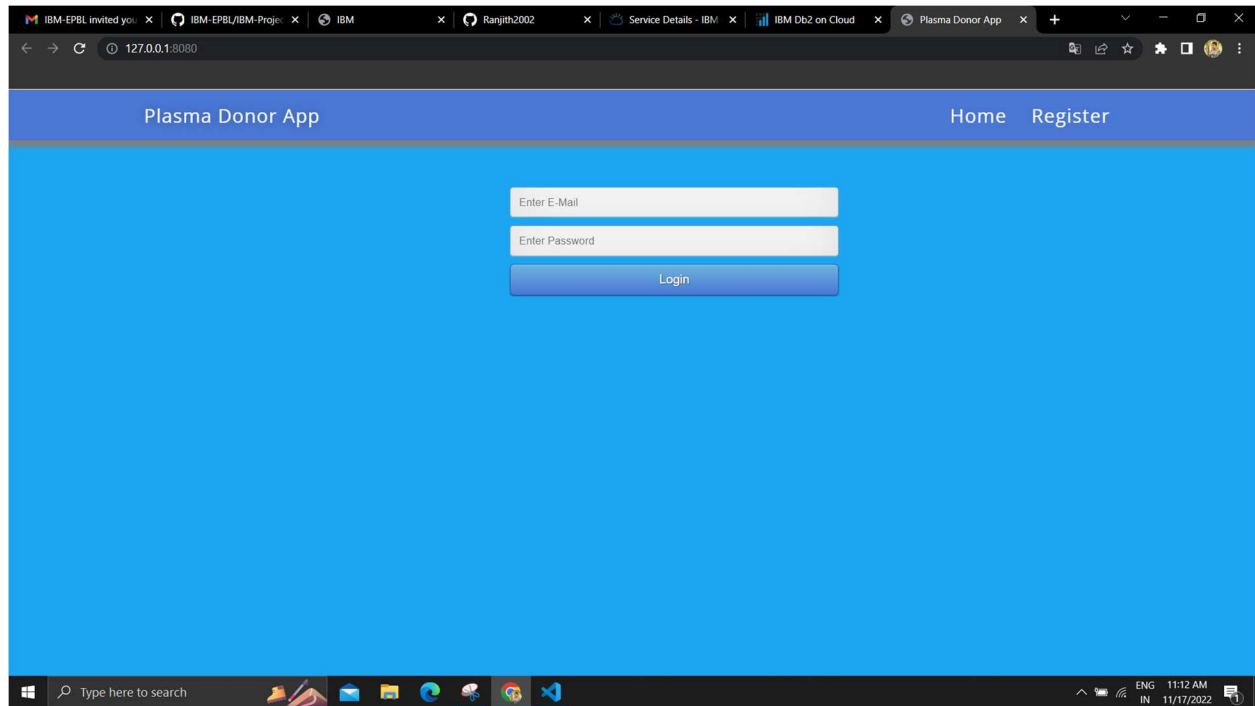 IBM-EPBL invited you
IBM-EPBL/IBM-Projec
IBM
Ranjith2002
Service Details - IBM
IBM Db2 on Cloud
Plasma Donor App
127.0.0.1:8080
Plasma Donor App
Home
Register
Enter E-Mail
Enter Password
Login
Type here to search
ENG
IN
11:12 AM
11/17/2022
1